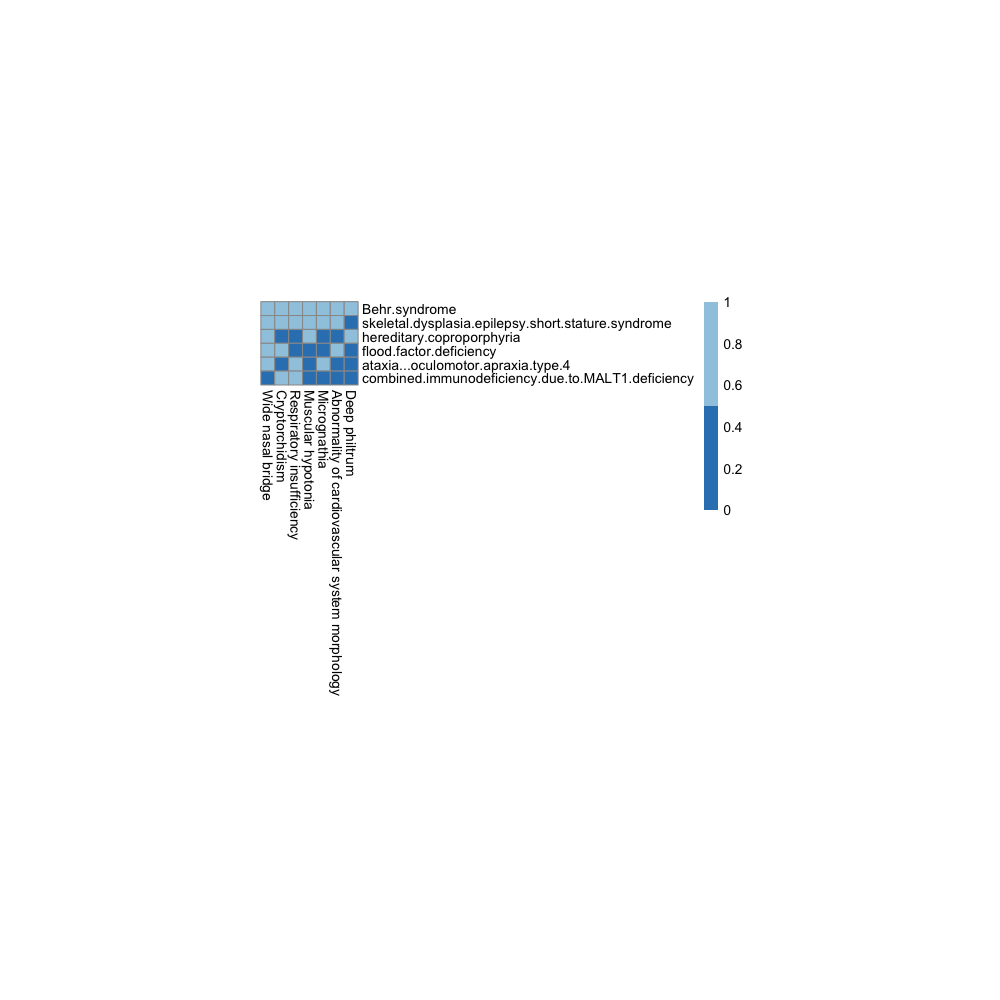 Behr.syndrome
skeletal.dysplasia.epilepsy.short.stature.syndrome
hereditary.coproporphyria
flood.factor.deficiency
ataxia...oculomotor.apraxia.type.4
combined.immunodeficiency.due.to.MALT1.deficiency
Wide nasal bridge
Cryptorchidism
Respiratory insufficiency
Muscular hypotonia
Micrognathia
Abnormality of cardiovascular system morphology
Deep philtrum
1
0.8
0.6
0.4
0.2
0